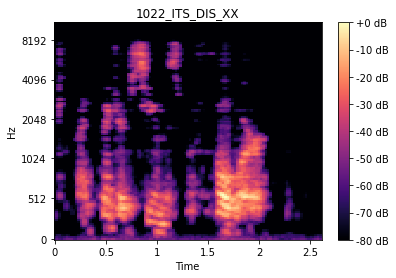 1022_ITS_DIS_XX
8192
4096
2048
1024
512
0
Hz
0
0.5
1
1.5
2
2.5
Time
+0 dB
-10 dB
-20 dB
-30 dB
-40 dB
-50 dB
-60 dB
-70 dB
-80 dB